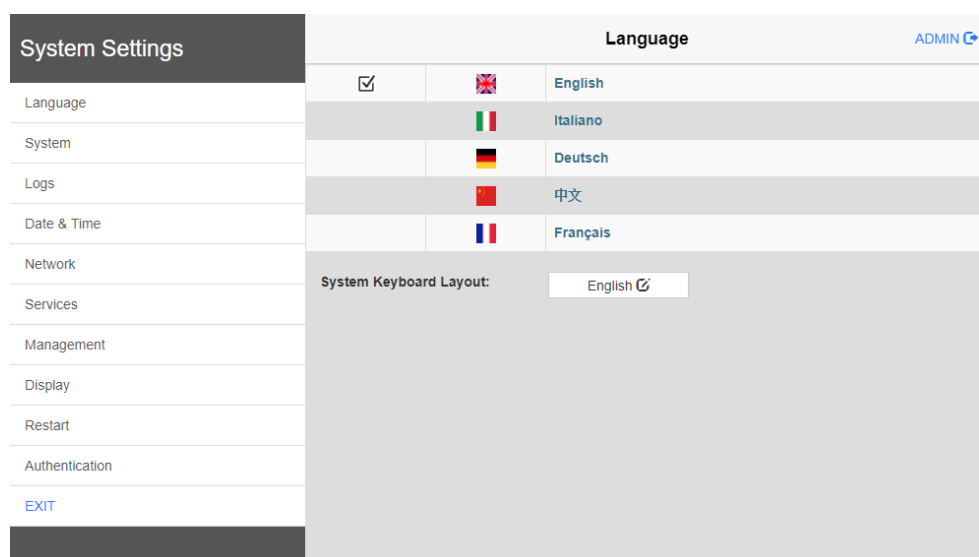 System Settings
Language
System
Logs
Date & Time
Network
Services
Management
Display
Restart
Authentication
EXIT
Language
ADMIN
English
Italiano
Deutsch
中文
Français
System Keyboard Layout:
English